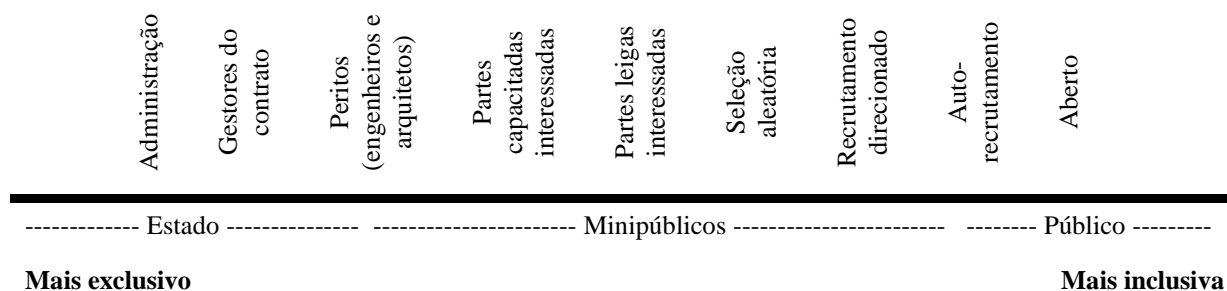 Administração
Gestores do
contrato
Peritos
(engenheiros e
arquitetos)
Partes
capacitadas
interessadas
Partes leigas
interessadas
Seleção
aleatória
Recrutamento
direcionado
Auto-
recrutamento
Aberto
------------- Estado --------------- ----------------------- Minipúblicos ------------------------ -------- Público ---------
Mais exclusivo Mais inclusiva